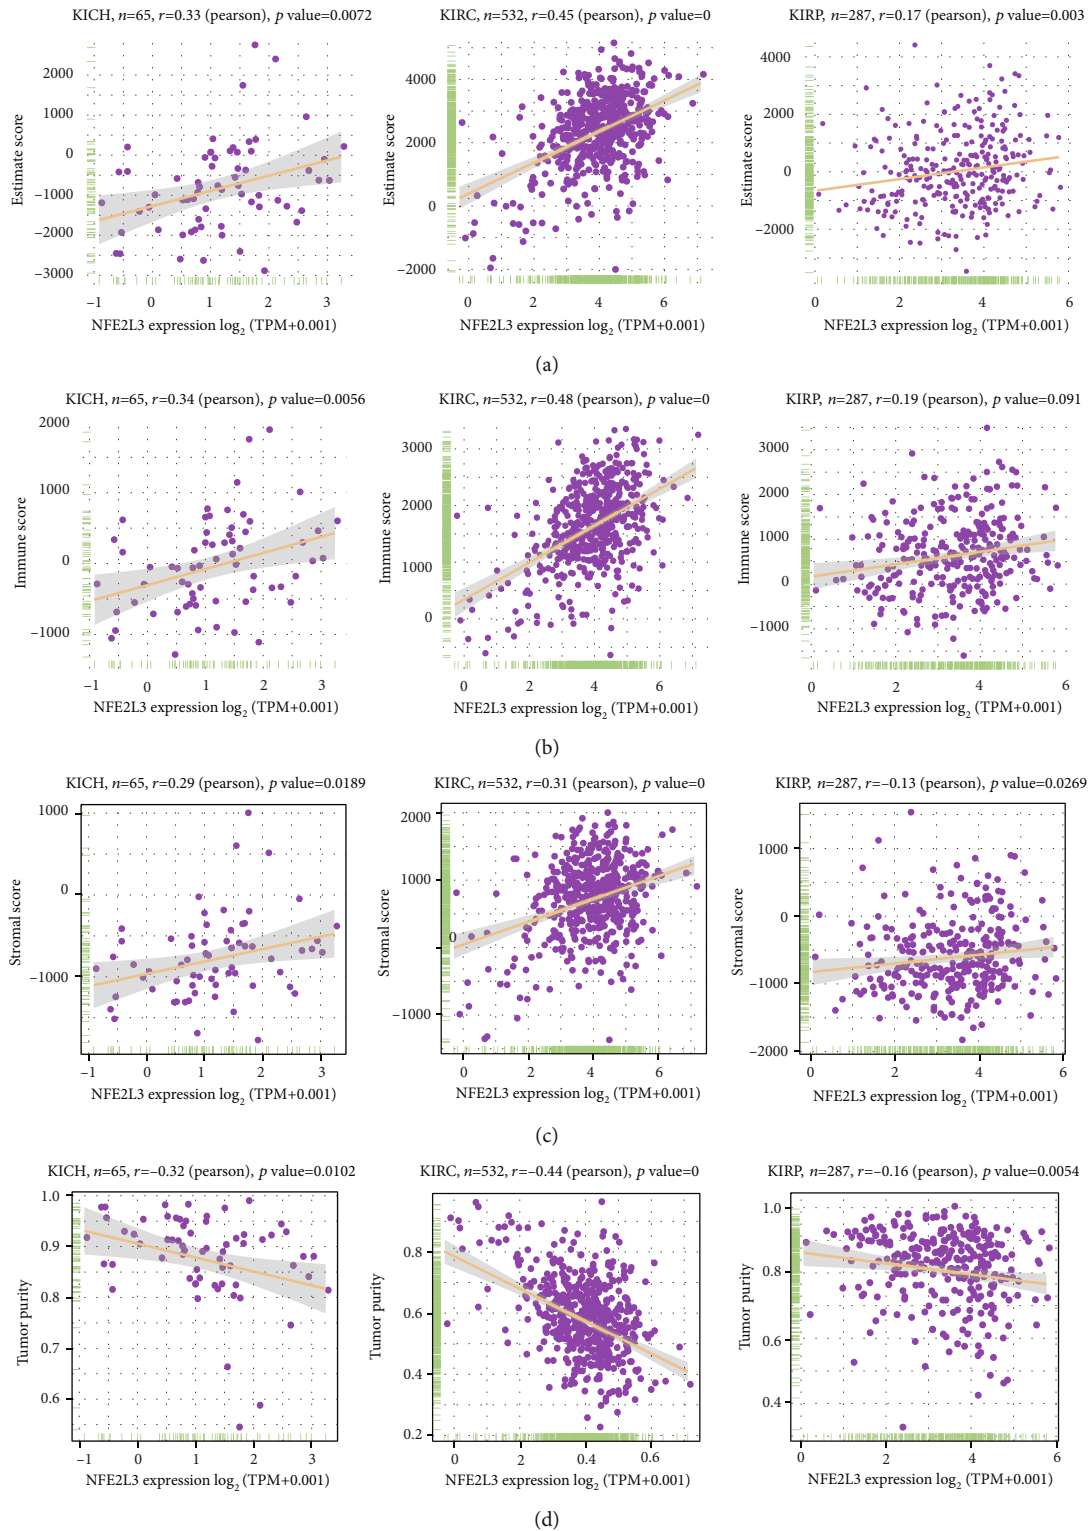 KICH, n=65, r=0.33 (pearson), p value=0.0072
KIRC, n=532, r=0.45 (pearson), p value=0
KIRP, n=287, r=0.17 (pearson), p value=0.003
Estimate score
2000
1000
0
−1000
−2000
−3000
−1 0 1 2 3
NFE2L3 expression log2 (TPM+0.001)
Estimate score
4000
2000
0
−2000
0 2 4 6
NFE2L3 expression log2 (TPM+0.001)
Estimate score
4000
2000
0
−2000
0 2 4 6
NFE2L3 expression log2 (TPM+0.001)
(a)
KICH, n=65, r=0.34 (pearson), p value=0.0056
KIRC, n=532, r=0.48 (pearson), p value=0
KIRP, n=287, r=0.19 (pearson), p value=0.091
Immune score
2000
1000
0
−1000
−1 0 1 2 3
NFE2L3 expression log2 (TPM+0.001)
Immune score
3000
2000
1000
0
0 2 4 6
NFE2L3 expression log2 (TPM+0.001)
Immune score
3000
2000
1000
0
−1000
0 2 4 6
NFE2L3 expression log2 (TPM+0.001)
(b)
KICH, n=65, r=0.29 (pearson), p value=0.0189
KIRC, n=532, r=0.31 (pearson), p value=0
KIRP, n=287, r=−0.13 (pearson), p value=0.0269
Stromal score
1000
0
−1000
−1 0 1 2 3
NFE2L3 expression log2 (TPM+0.001)
Stromal score
2000
1000
0
−1000
0 2 4 6
NFE2L3 expression log2 (TPM+0.001)
Stromal score
1000
0
−1000
−2000
0 2 4 6
NFE2L3 expression log2 (TPM+0.001)
(c)
KICH, n=65, r=−0.32 (pearson), p value=0.0102
KIRC, n=532, r=−0.44 (pearson), p value=0
KIRP, n=287, r=−0.16 (pearson), p value=0.0054
Tumor purity
1.0
0.9
0.8
0.7
0.6
−1 0 1 2 3
NFE2L3 expression log2 (TPM+0.001)
Tumor purity
0.8
0.6
0.4
0.2
0 2 0.4 0.6
NFE2L3 expression log2 (TPM+0.001)
Tumor purity
1.0
0.8
0.6
0.4
0 2 4 6
NFE2L3 expression log2 (TPM+0.001)
(d)